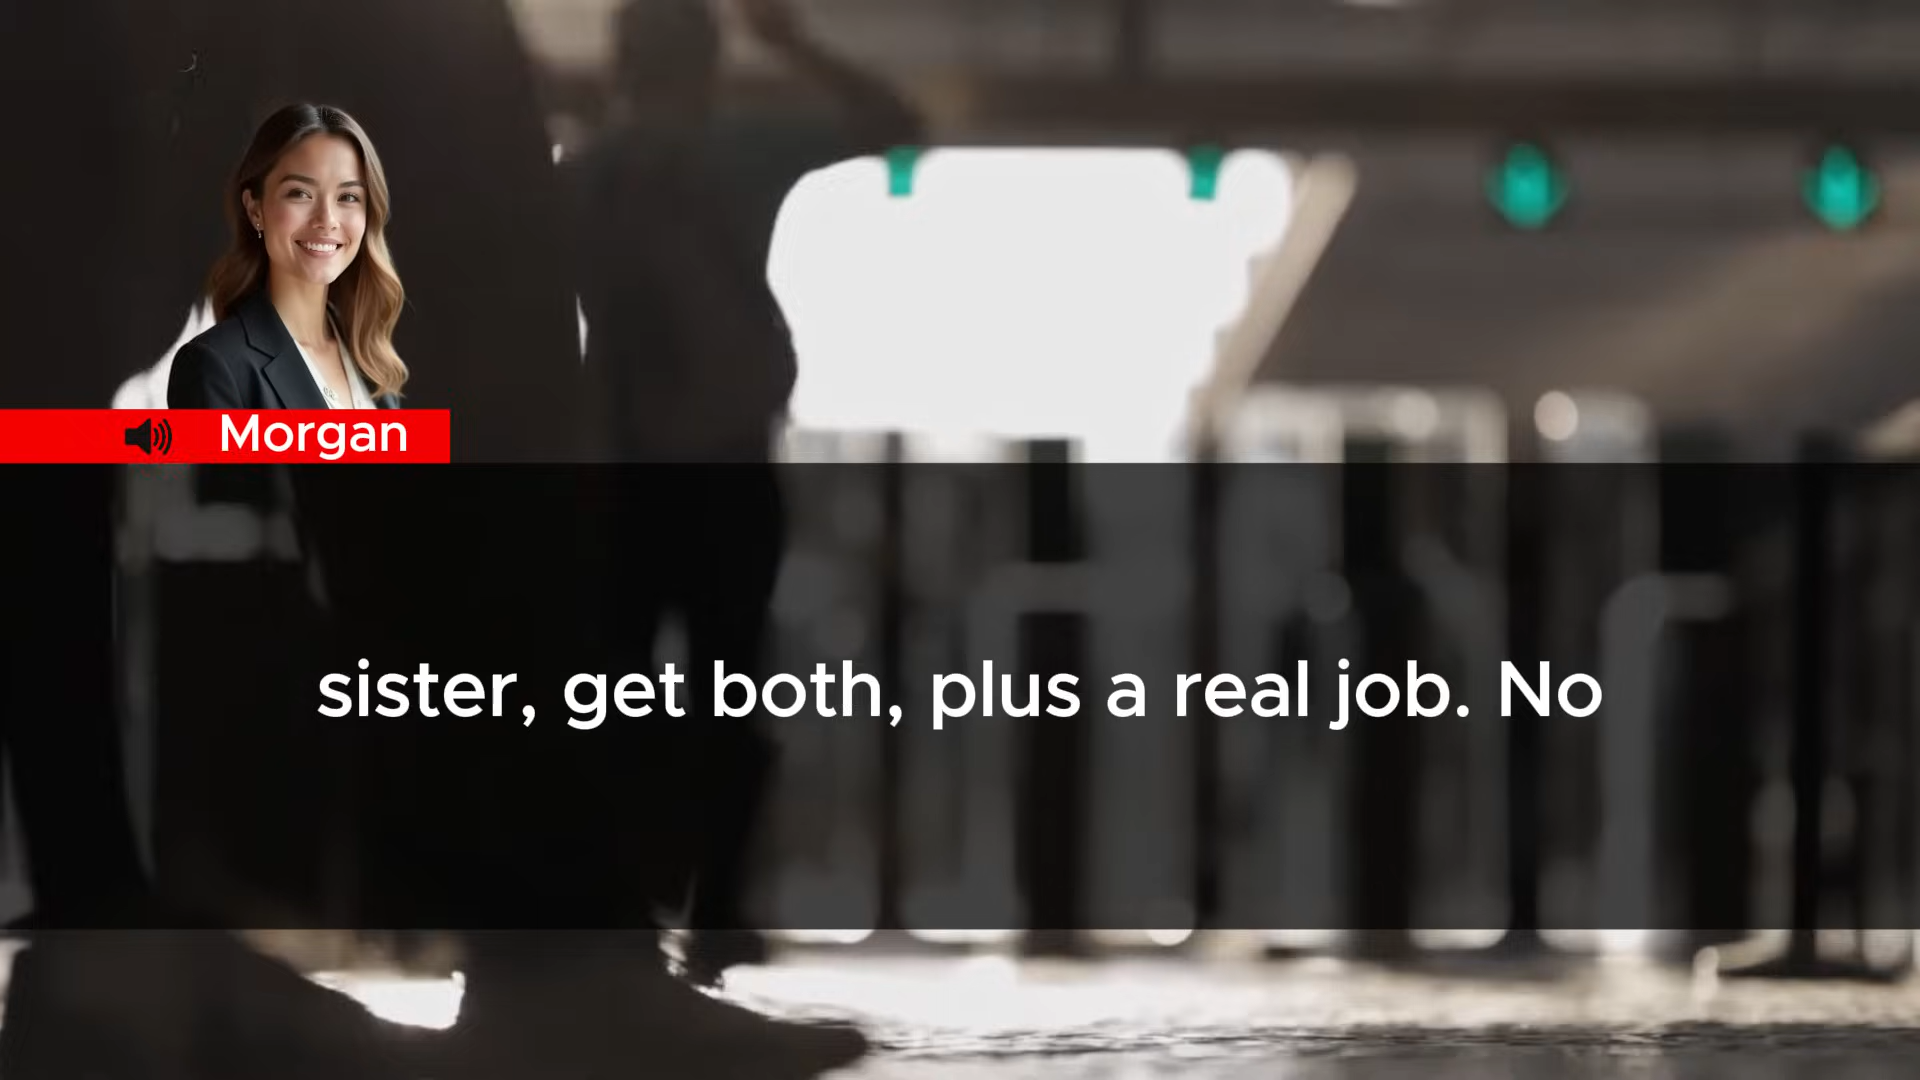 Morgan
sister, get both, plus a real job. No